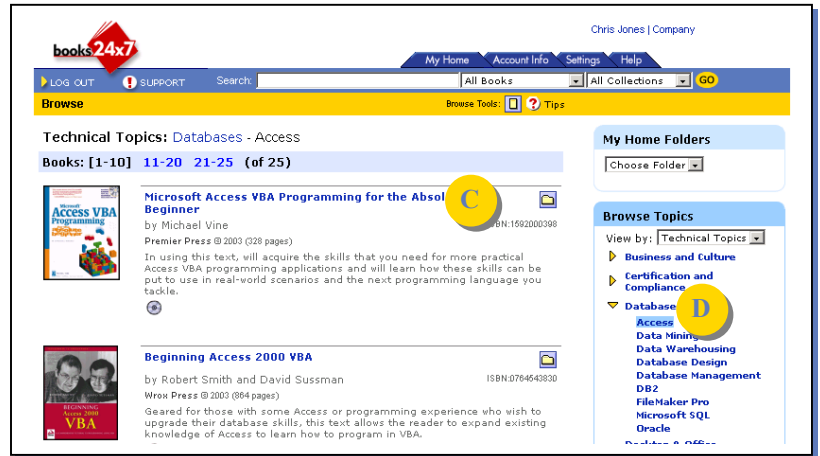 Chris Jones | Company
books24x7
My Home Account Info Settings Help
LOG OUT SUPPORT Search: All Books All Collections GO
Browse Browse Tools: ? Tips
Technical Topics: Databases - Access
Books: [1-10] 11-20 21-25 (of 25)
My Home Folders
Choose Folder
Access VBA
Programming
Microsoft Access VBA Programming for the Absol
Beginner
C
by Michael Vine
BN:1592000398
Premier Press © 2003 (328 pages)
In using this text, will acquire the skills that you need for more practical
Access VBA programming applications and will learn how these skills can be
put to use in real-world scenarios and the next programming language you
tackle.
Browse Topics
View by: Technical Topics
Business and Culture
Certification and
Compliance
Database
D
Access
Data Mining
Data Warehousing
Database Design
Database Management
DB2
FileMaker Pro
Microsoft SQL
Oracle
Desktop & Office
BEGINNING
Access 2000
VBA
Beginning Access 2000 VBA
by Robert Smith and David Sussman ISBN:0764543830
Wrox Press © 2003 (864 pages)
Geared for those with some Access or programming experience who wish to
upgrade their database skills, this text allows the reader to expand existing
knowledge of Access to learn how to program in VBA.